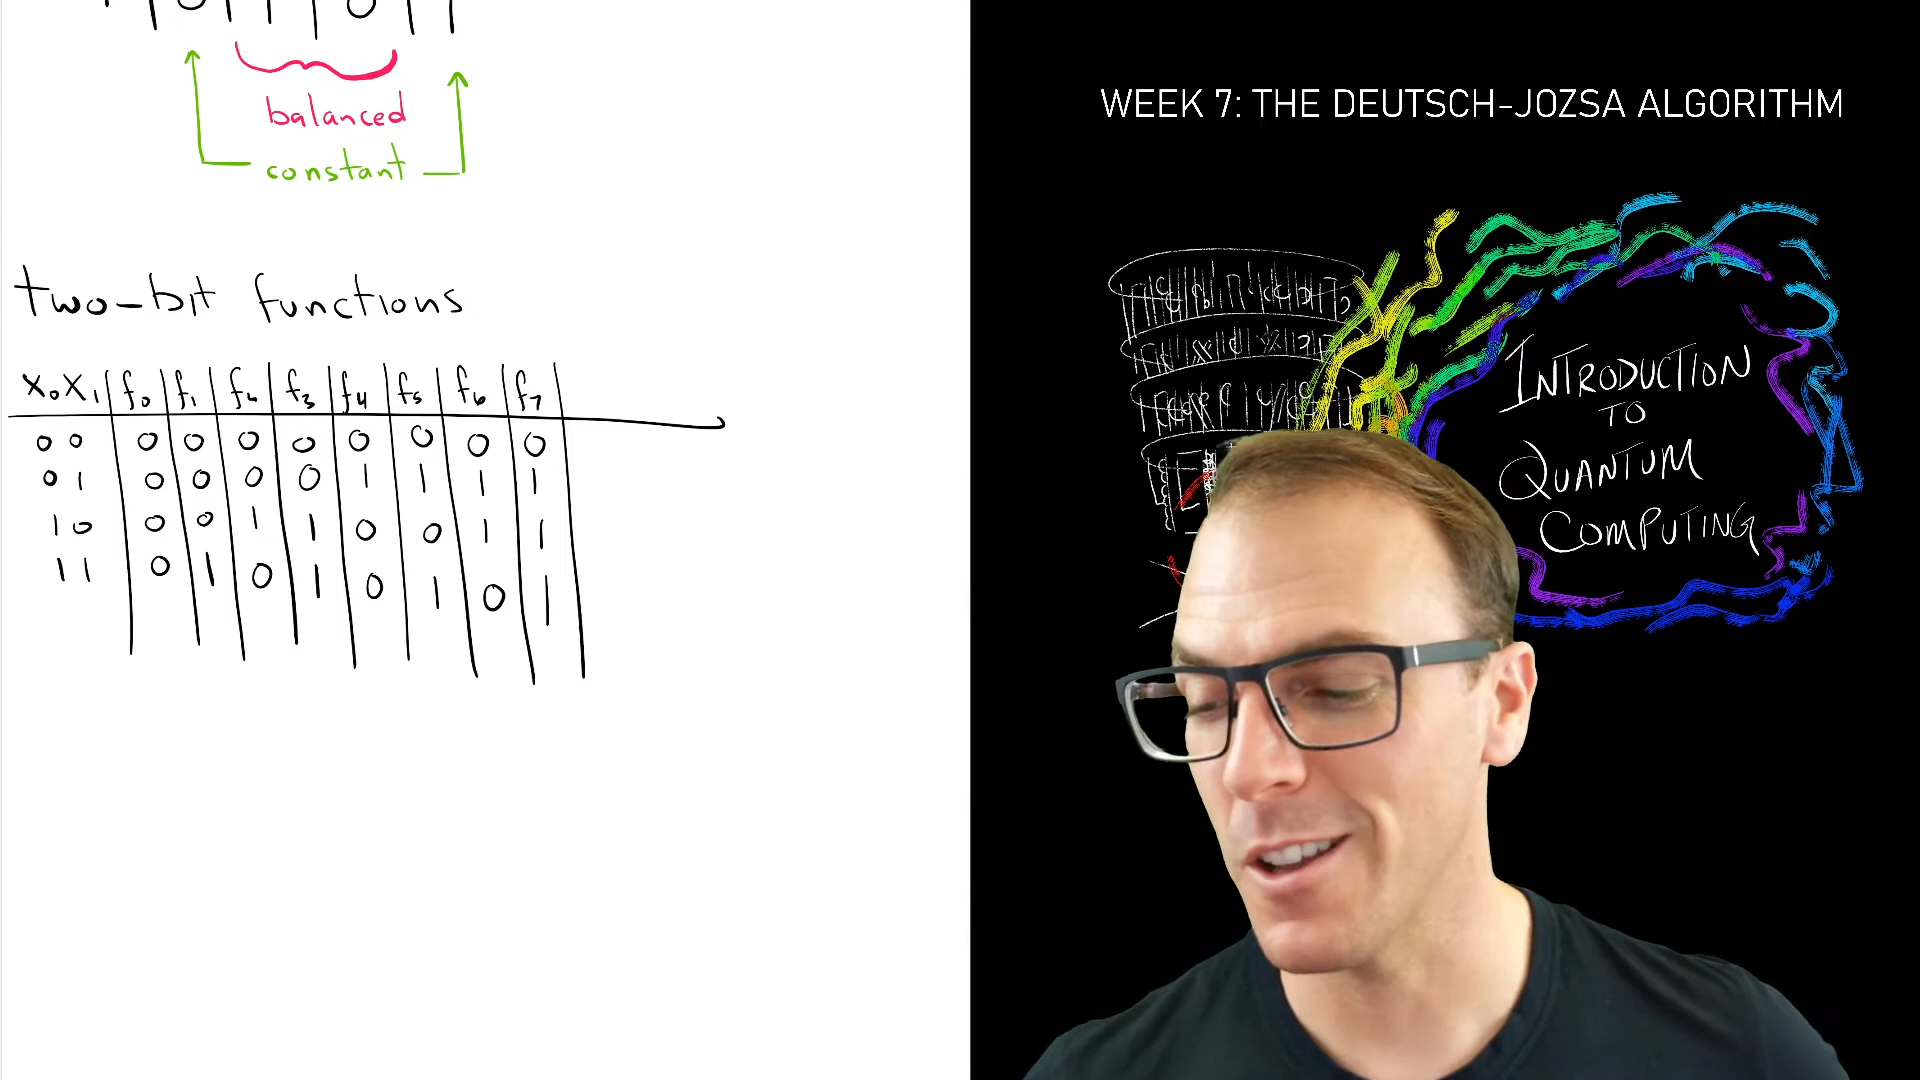 balanced
constant
two-bit functions
x₀x₁ f₀ f₁ f₂ f₃ f₄ f₅ f₆ f₇
0 0 0 0 0 0 0 0 0 0
0 1 0 0 0 0 1 1 1 1
1 0 0 0 1 1 0 0 1 1
1 1 0 1 0 1 0 1 0 1
WEEK 7: THE DEUTSCH-JOZSA ALGORITHM
INTRODUCTION
TO
QUANTUM
COMPUTING